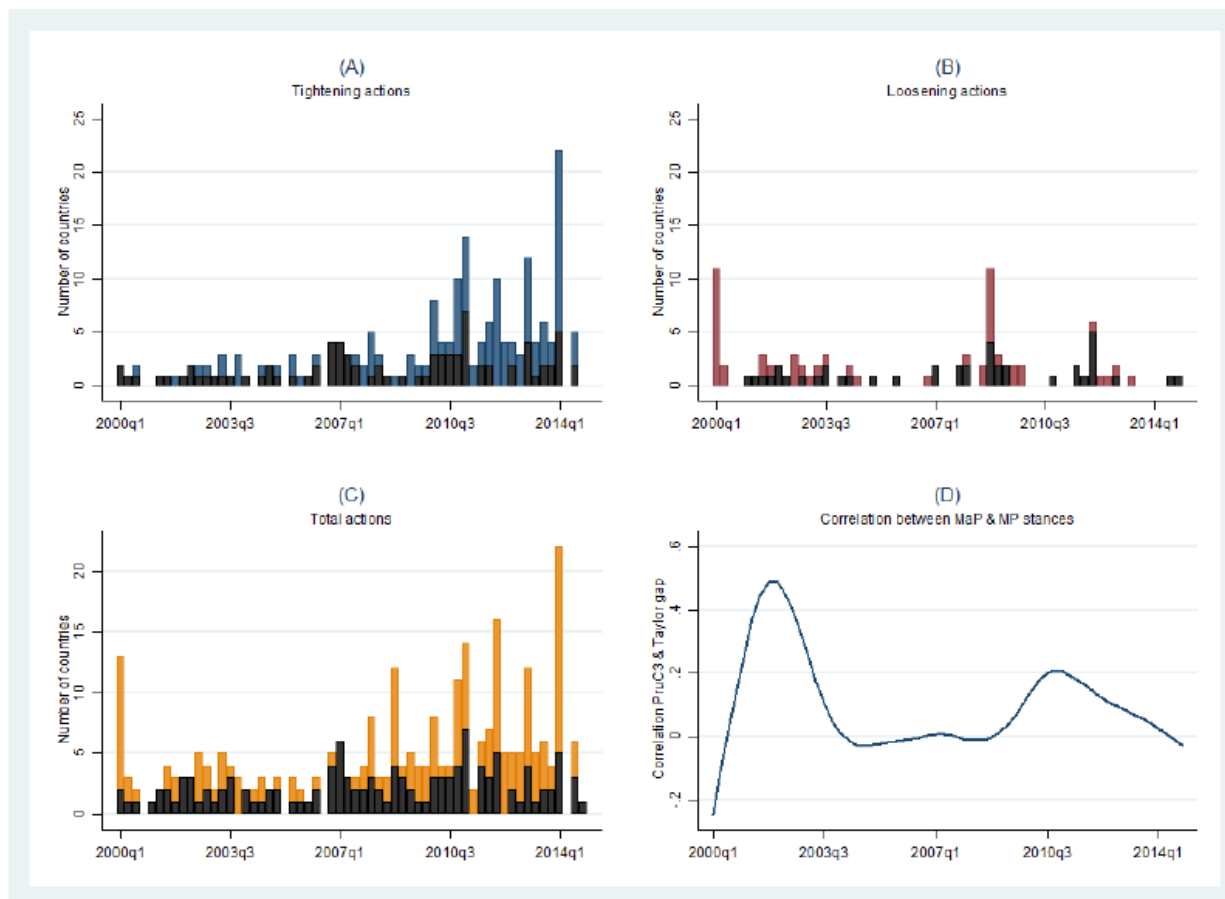 (A)
Tightening actions
Number of countries
25
20
15
10
5
0
2000q1 2003q3 2007q1 2010q3 2014q1
(B)
Loosening actions
Number of countries
25
20
15
10
5
0
2000q1 2003q3 2007q1 2010q3 2014q1
(C)
Total actions
Number of countries
20
15
10
5
0
2000q1 2003q3 2007q1 2010q3 2014q1
(D)
Correlation between MaP & MP stances
Correlation PruC3 & Taylor gap
.6
.4
.2
0
-.2
2000q1 2003q3 2007q1 2010q3 2014q1